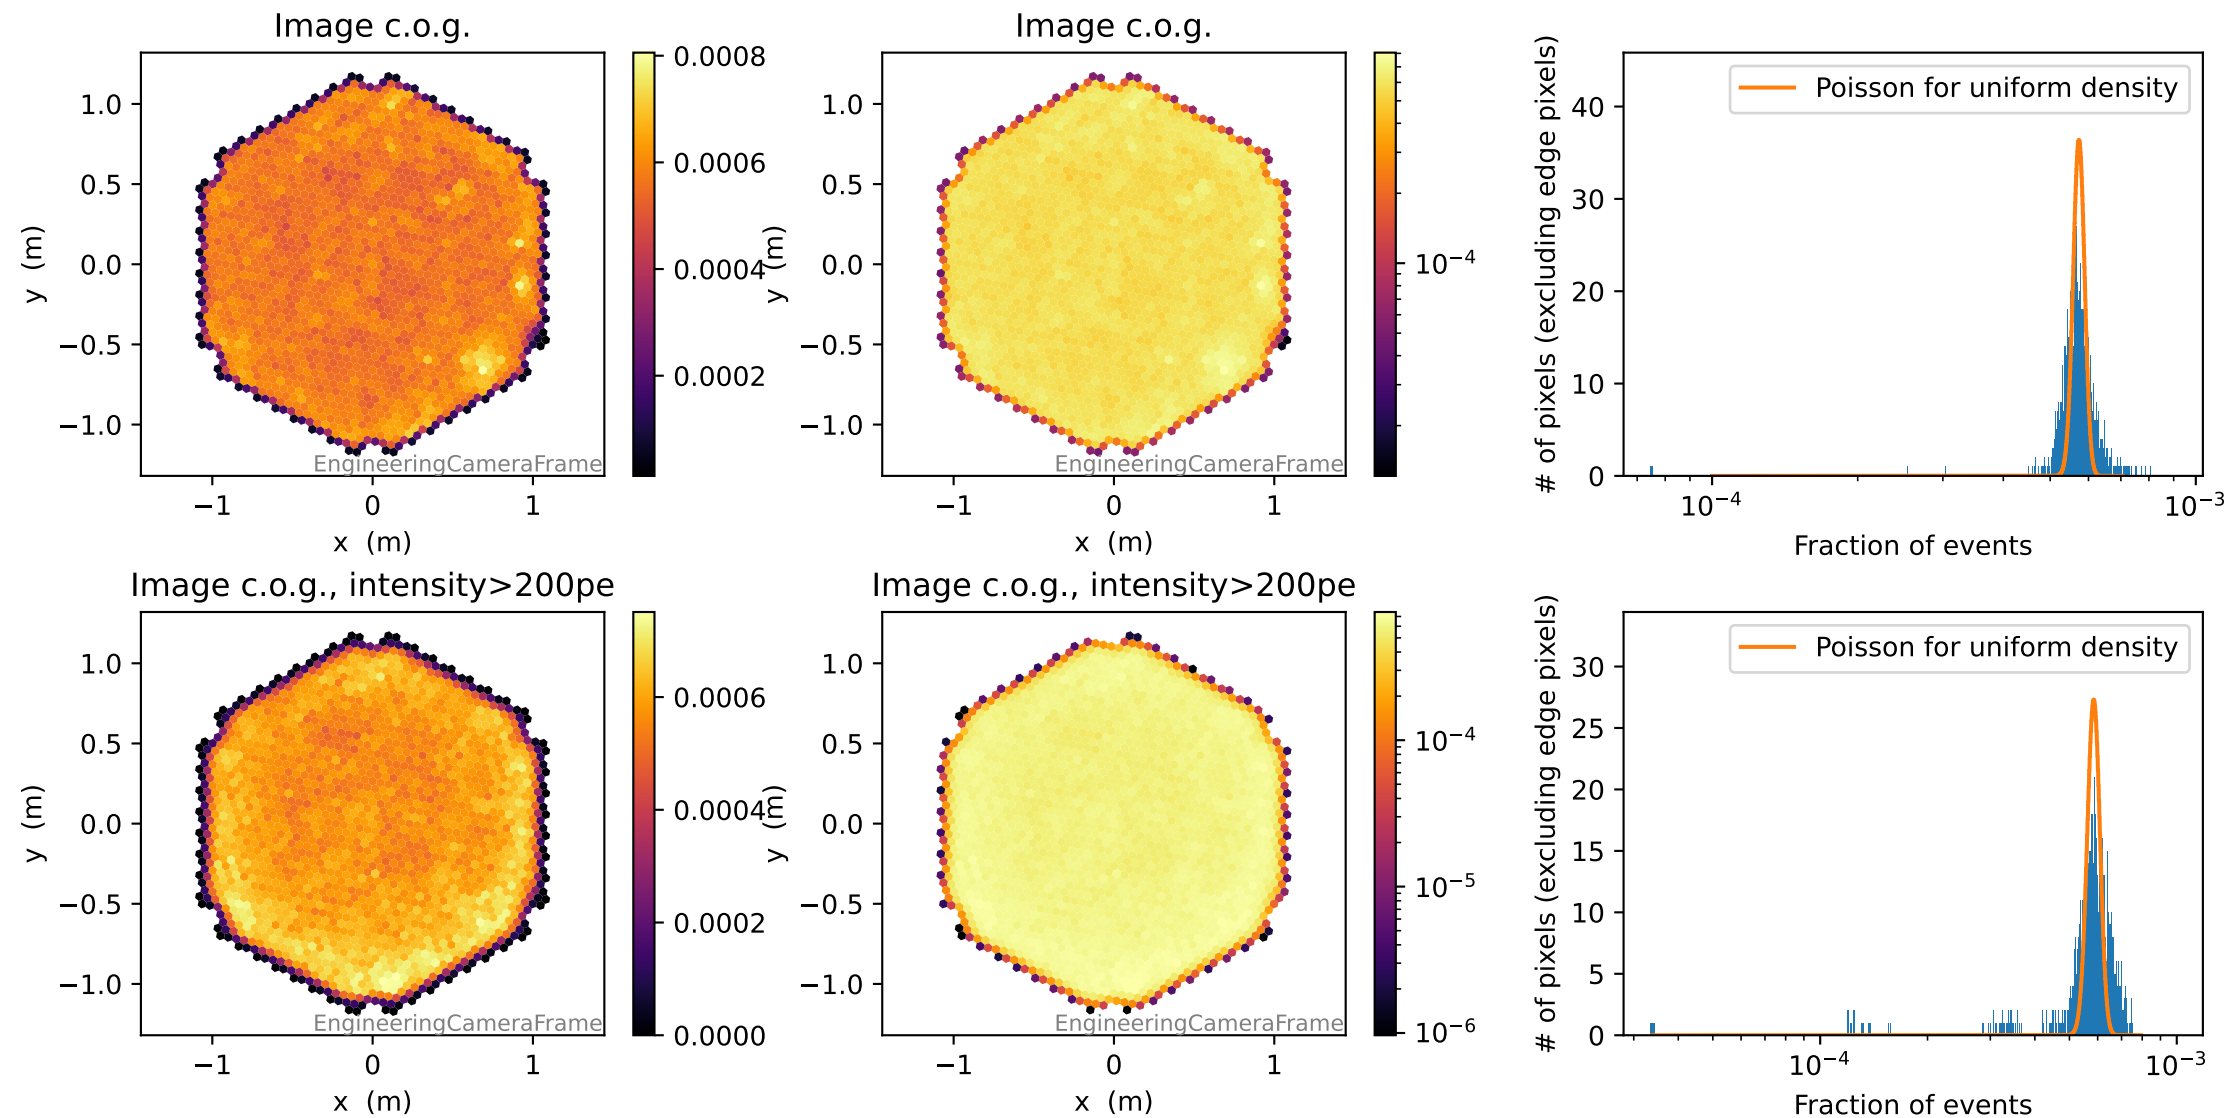 Image c.o.g.
y (m)
1.0
0.5
0.0
−0.5
−1.0
−1
0
1
x (m)
EngineeringCameraFrame
0.0008
0.0006
0.0004
0.0002
Image c.o.g.
y (m)
1.0
0.5
0.0
−0.5
−1.0
−1
0
1
x (m)
EngineeringCameraFrame
10−4
# of pixels (excluding edge pixels)
40
30
20
10
0
Poisson for uniform density
10−4
10−3
Fraction of events
Image c.o.g., intensity>200pe
y (m)
1.0
0.5
0.0
−0.5
−1.0
−1
0
1
x (m)
EngineeringCameraFrame
0.0006
0.0004
0.0002
0.0000
Image c.o.g., intensity>200pe
y (m)
1.0
0.5
0.0
−0.5
−1.0
−1
0
1
x (m)
EngineeringCameraFrame
10−4
10−5
10−6
# of pixels (excluding edge pixels)
30
25
20
15
10
5
0
Poisson for uniform density
10−4
10−3
Fraction of events